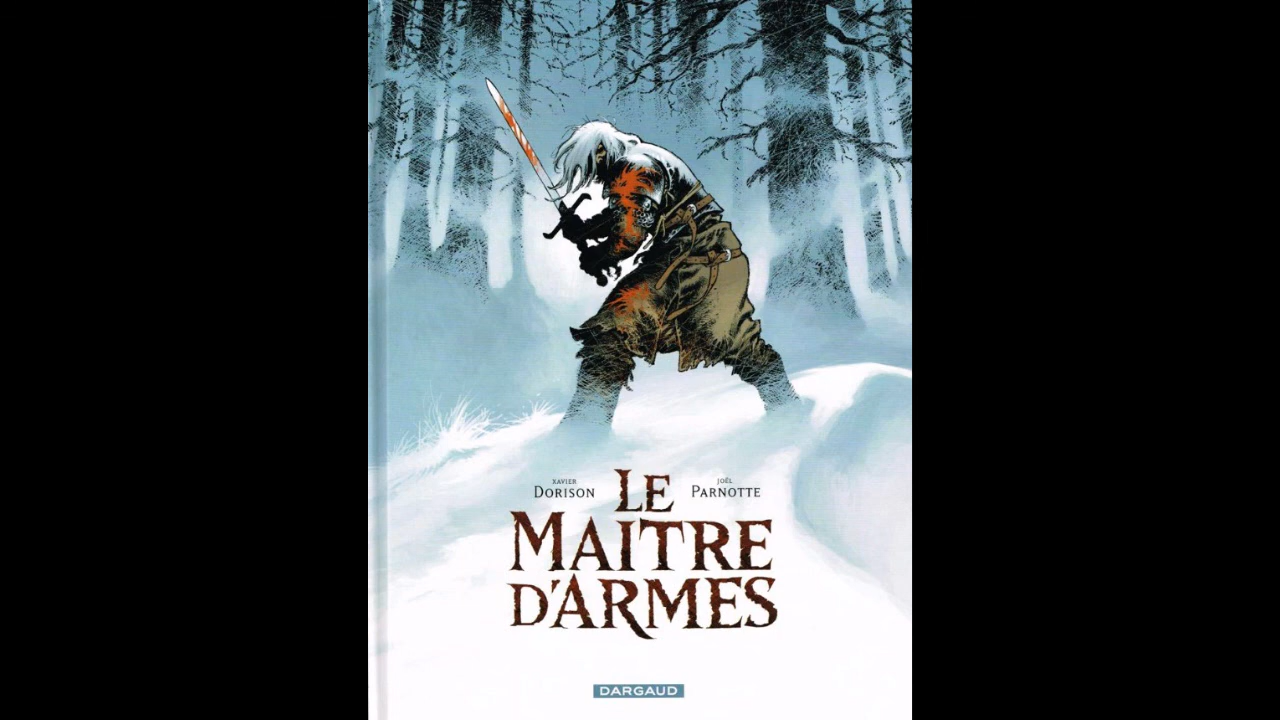 XAVIER
DORISON
JOËL
PARNOTTE
LE
MAITRE
D'ARMES
DARGAUD